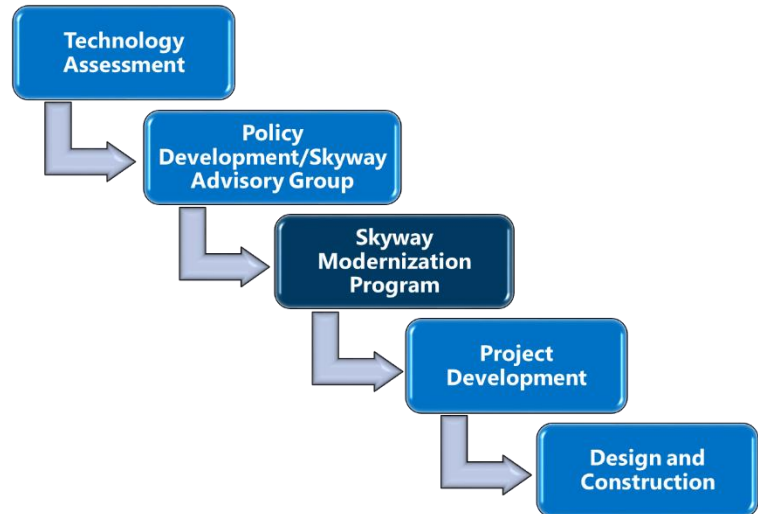 Technology
Assessment
Policy
Development/Skyway
Advisory Group
Skyway
Modernization
Program
Project
Development
Design and
Construction